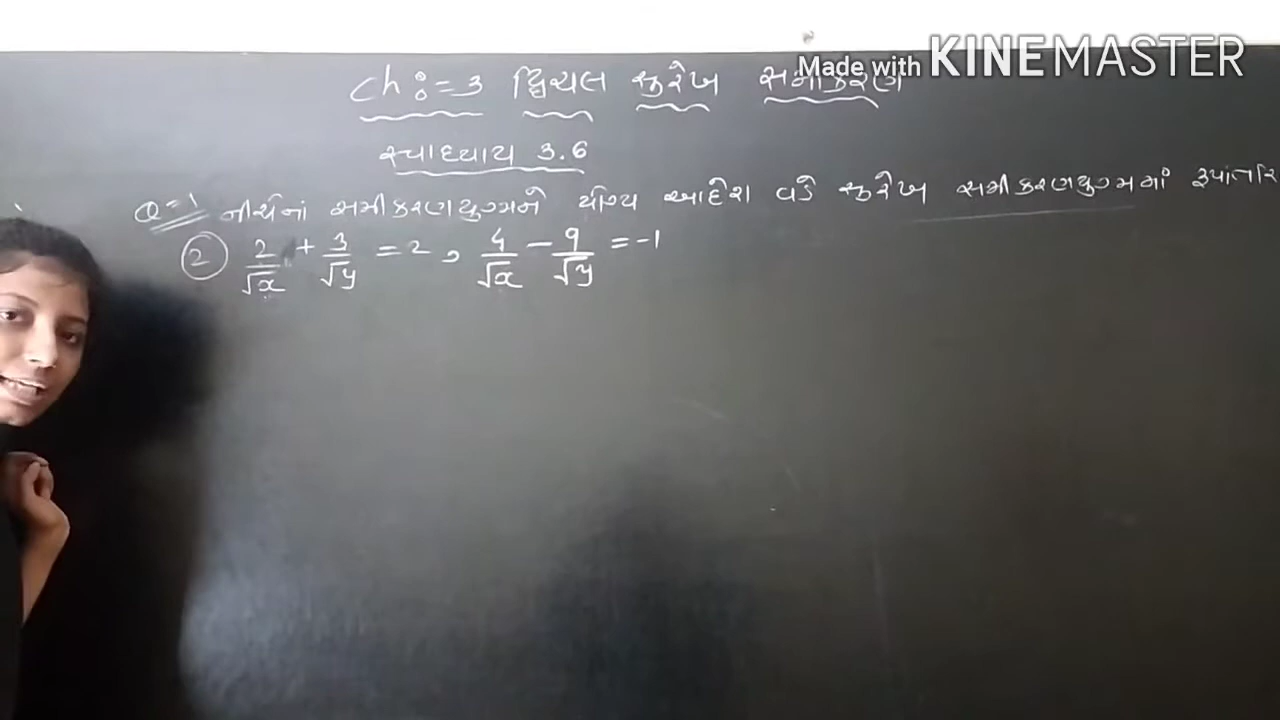 Made with KINEMASTER
Ch := 3 દ્વિચલ સુરેખ સમીકરણ
સ્વાધ્યાય 3.6
Q=1 નીચેનાં સમીકરણયુગ્મને યોગ્ય આદેશ વડે સુરેખ સમીકરણયુગ્મમાં રૂપાંતરિ
② 2/√x + 3/√y = 2 , 4/√x − 9/√y = -1